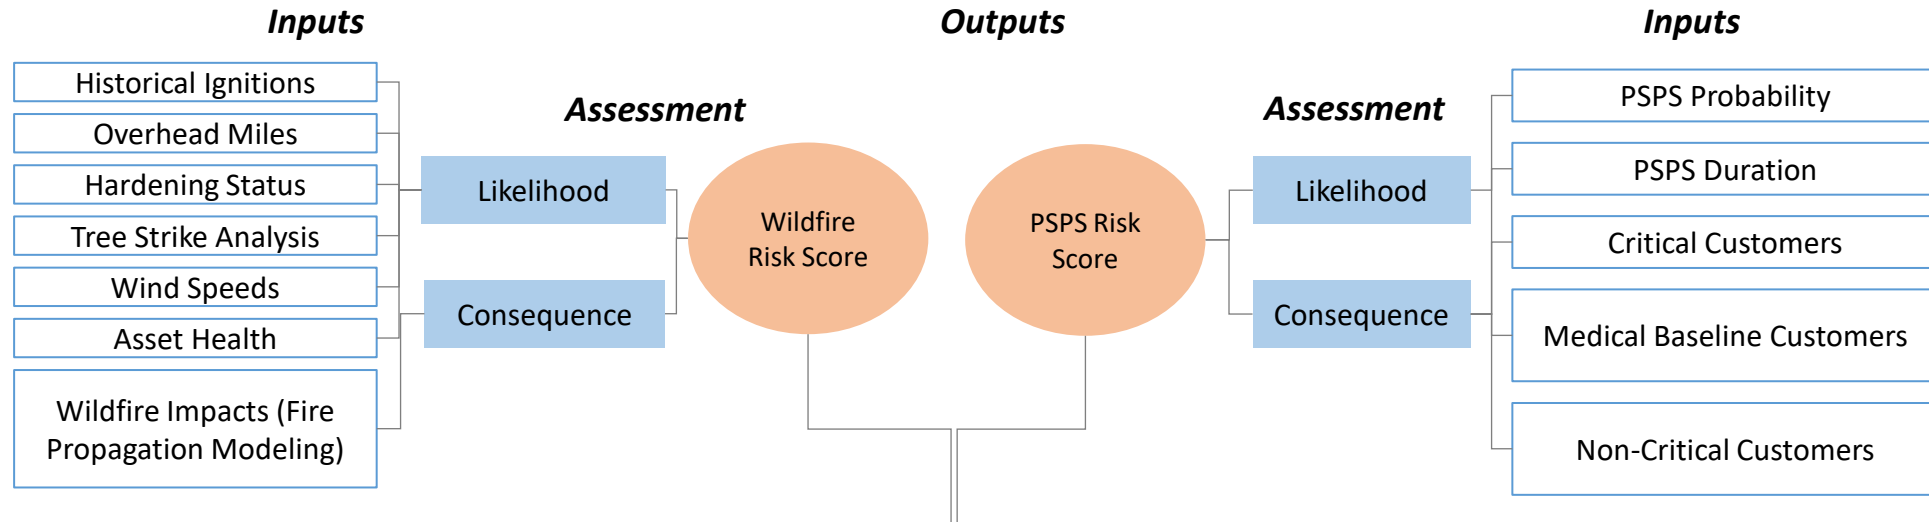 Inputs
Outputs
Inputs
Assessment
Assessment
Historical Ignitions
Overhead Miles
Hardening Status
Tree Strike Analysis
Wind Speeds
Asset Health
Wildfire Impacts (Fire
Propagation Modeling)
Likelihood
Consequence
Wildfire
Risk Score
PSPS Risk
Score
Likelihood
Consequence
PSPS Probability
PSPS Duration
Critical Customers
Medical Baseline Customers
Non-Critical Customers